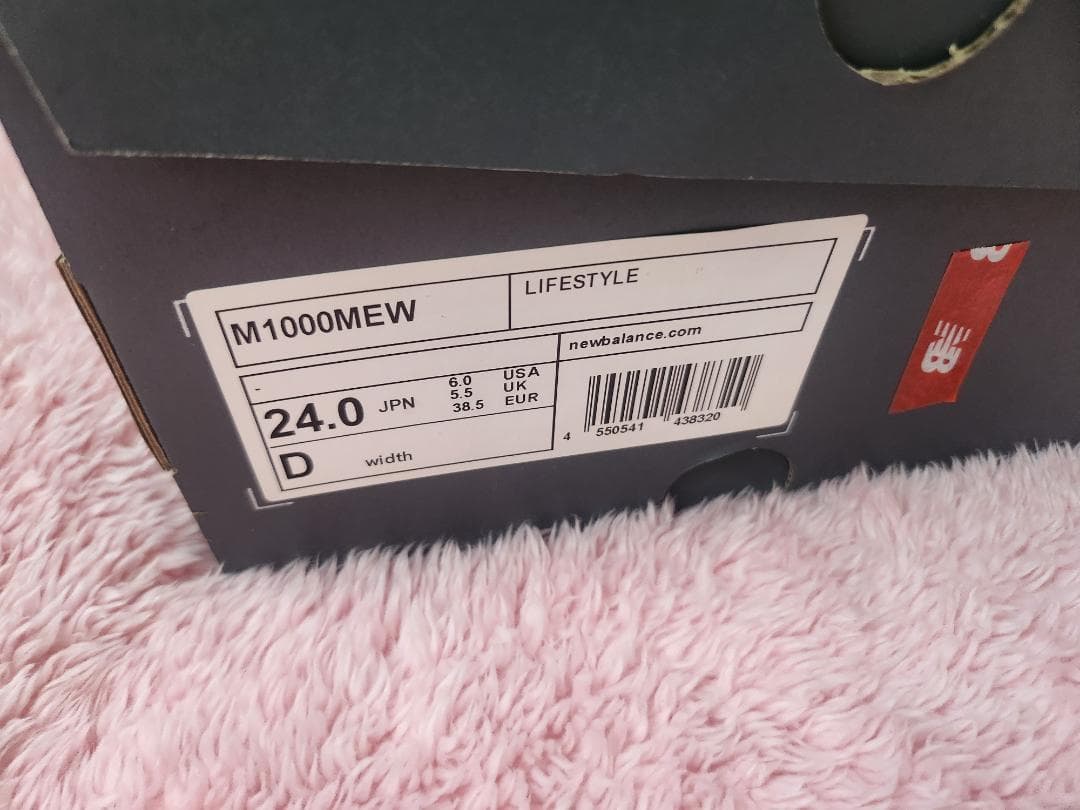 M1000MEW
LIFESTYLE
newbalance.com
-
24.0 JPN
6.0 USA
5.5 UK
38.5 EUR
D width
4 550541 438320